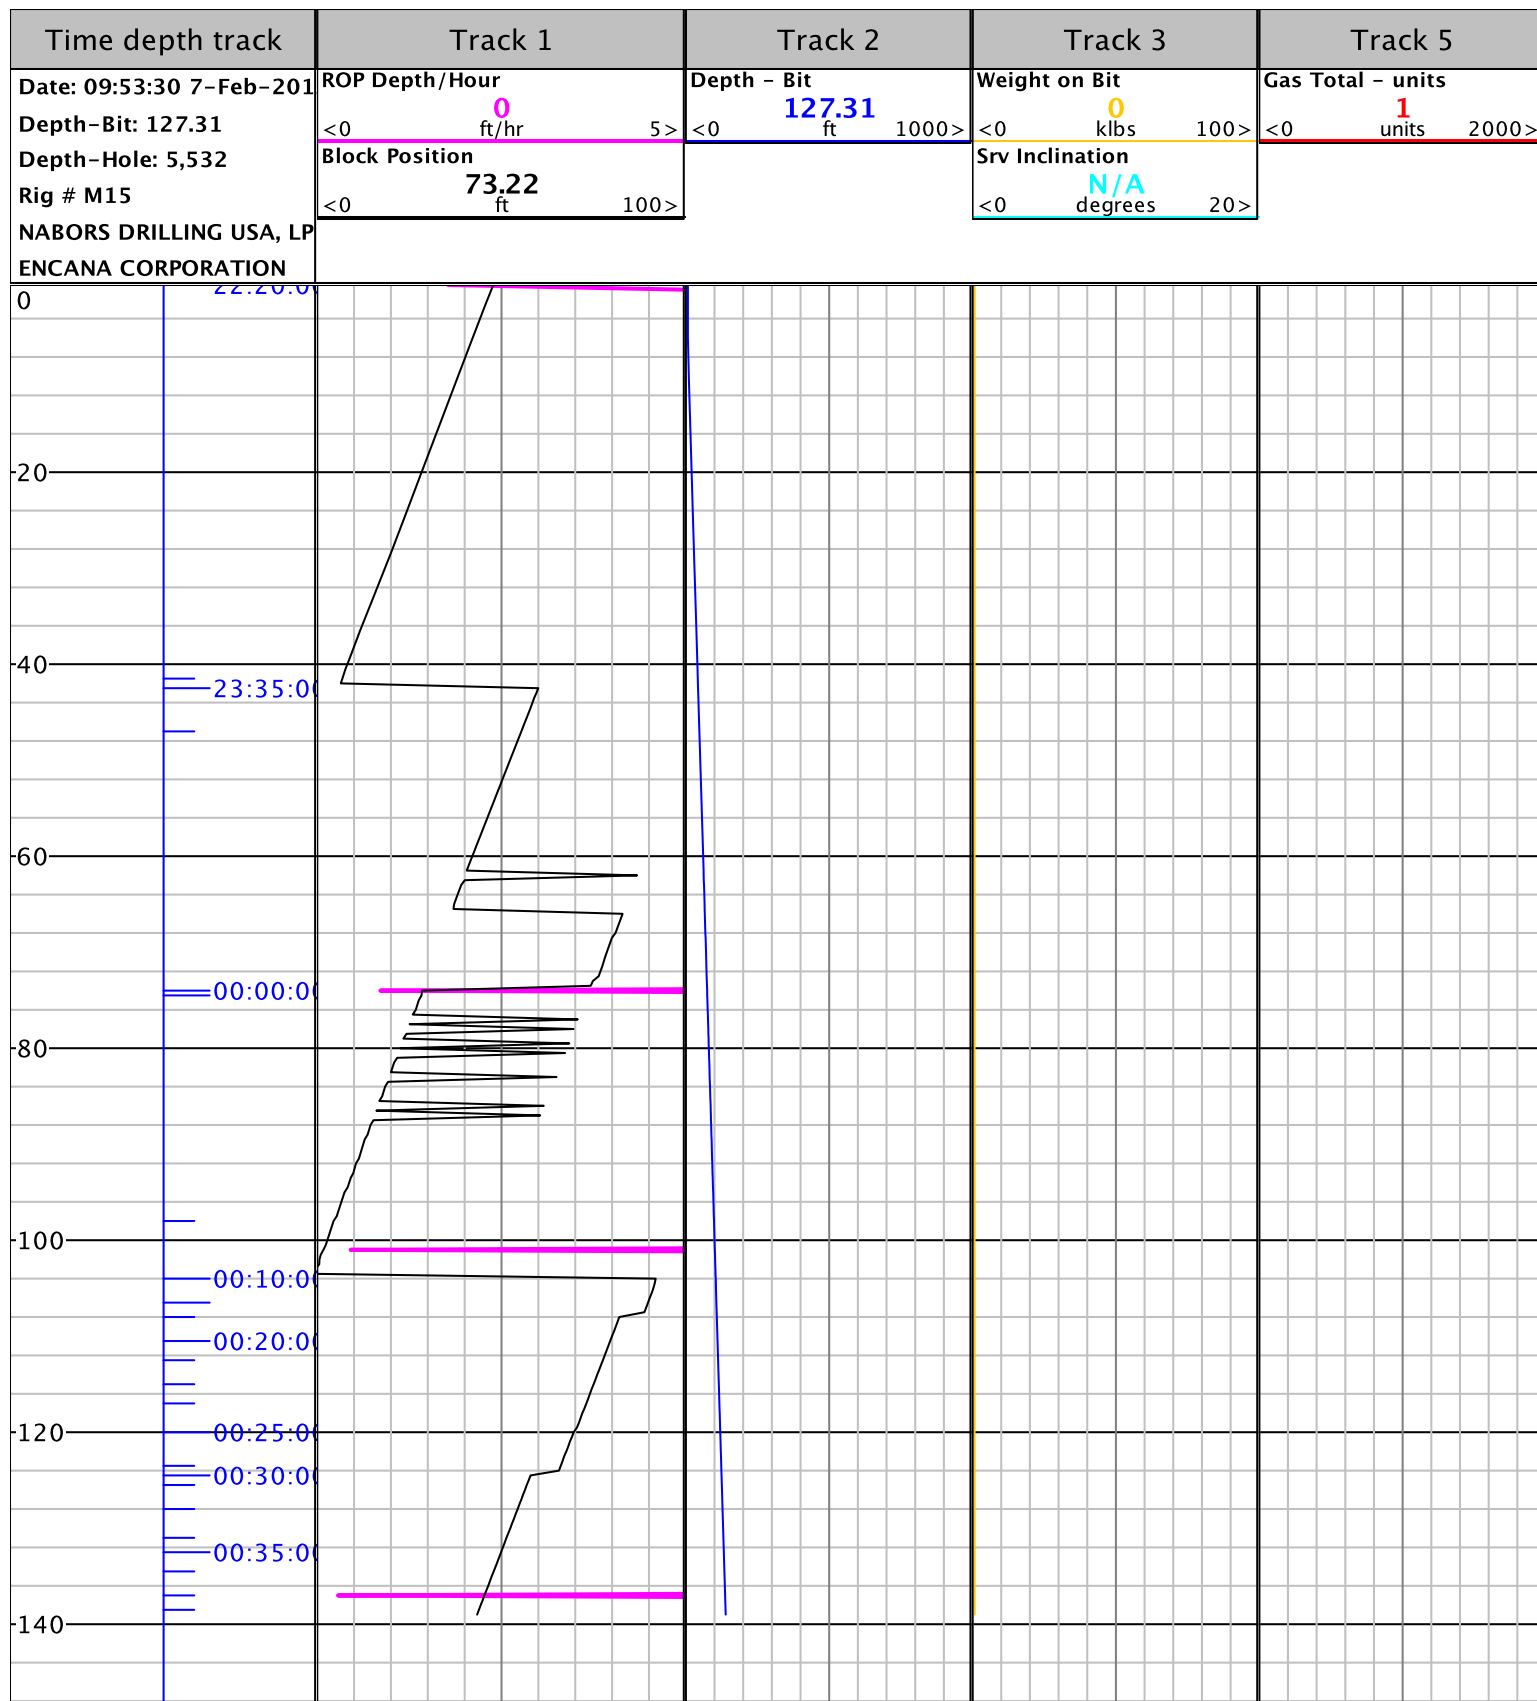 Time depth track
Track 1
Track 2
Track 3
Track 5
Date: 09:53:30 7-Feb-201
Depth-Bit: 127.31
Depth-Hole: 5,532
Rig # M15
NABORS DRILLING USA, LP
ENCANA CORPORATION
ROP Depth/Hour
0
<0 ft/hr 5>
Block Position
73.22
<0 ft 100>
Depth - Bit
127.31
<0 ft 1000>
Weight on Bit
0
<0 klbs 100>
Srv Inclination
N/A
<0 degrees 20>
Gas Total - units
1
<0 units 2000>
0
22:20:0
20
40
23:35:0
60
00:00:0
80
100
00:10:0
00:20:0
120
00:25:0
00:30:0
00:35:0
140